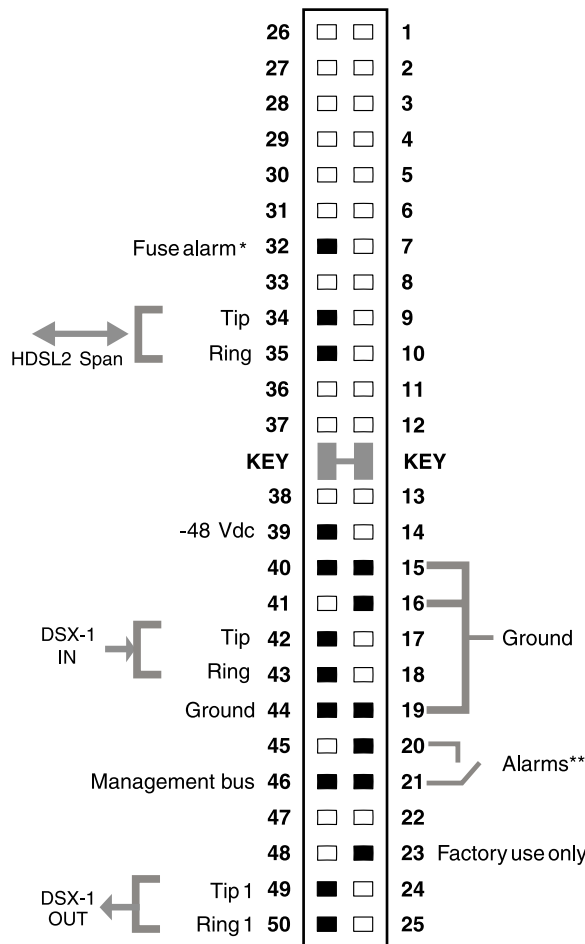 26 1
27 2
28 3
29 4
30 5
31 6
Fuse alarm * 32 7
33 8
Tip 34 9
HDSL2 Span
Ring 35 10
36 11
37 12
KEY KEY
38 13
-48 Vdc 39 14
40 15
41 16
DSX-1
IN
Tip 42 17
Ground
Ring 43 18
Ground 44 19
45 20
Alarms**
Management bus 46 21
47 22
48 23 Factory use only
DSX-1
OUT
Tip 1 49 24
Ring 1 50 25